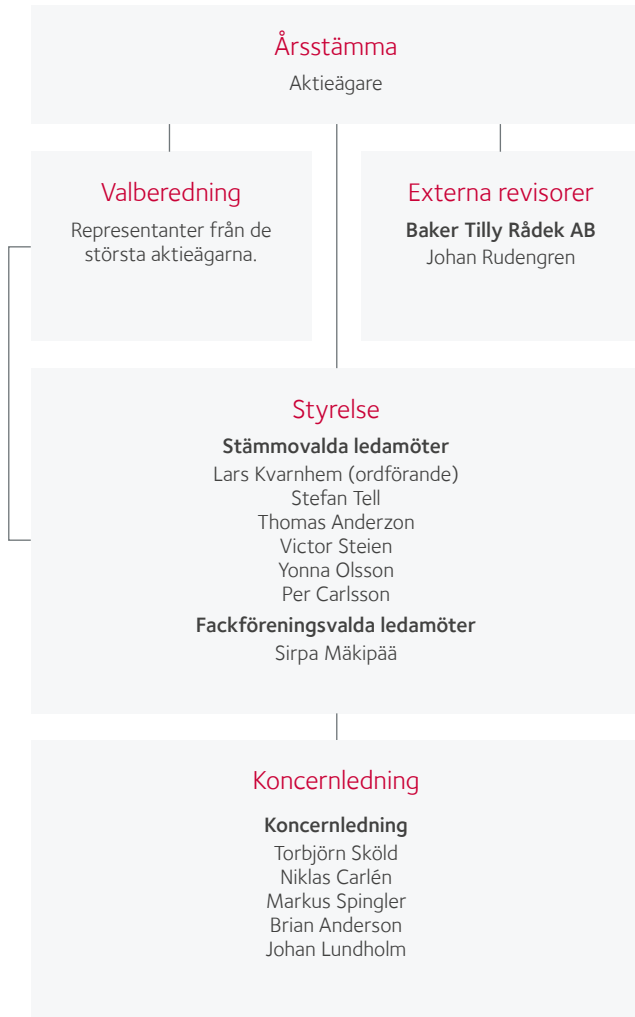 Årsstämma
Aktieägare
Valberedning
Representanter från de
största aktieägarna.
Externa revisorer
Baker Tilly Rådek AB
Johan Rudengren
Styrelse
Stämmovalda ledamöter
Lars Kvarnhem (ordförande)
Stefan Tell
Thomas Anderzon
Victor Steien
Yonna Olsson
Per Carlsson
Fackföreningsvalda ledamöter
Sirpa Mäkipää
Koncernledning
Koncernledning
Torbjörn Sköld
Niklas Carlén
Markus Spingler
Brian Anderson
Johan Lundholm